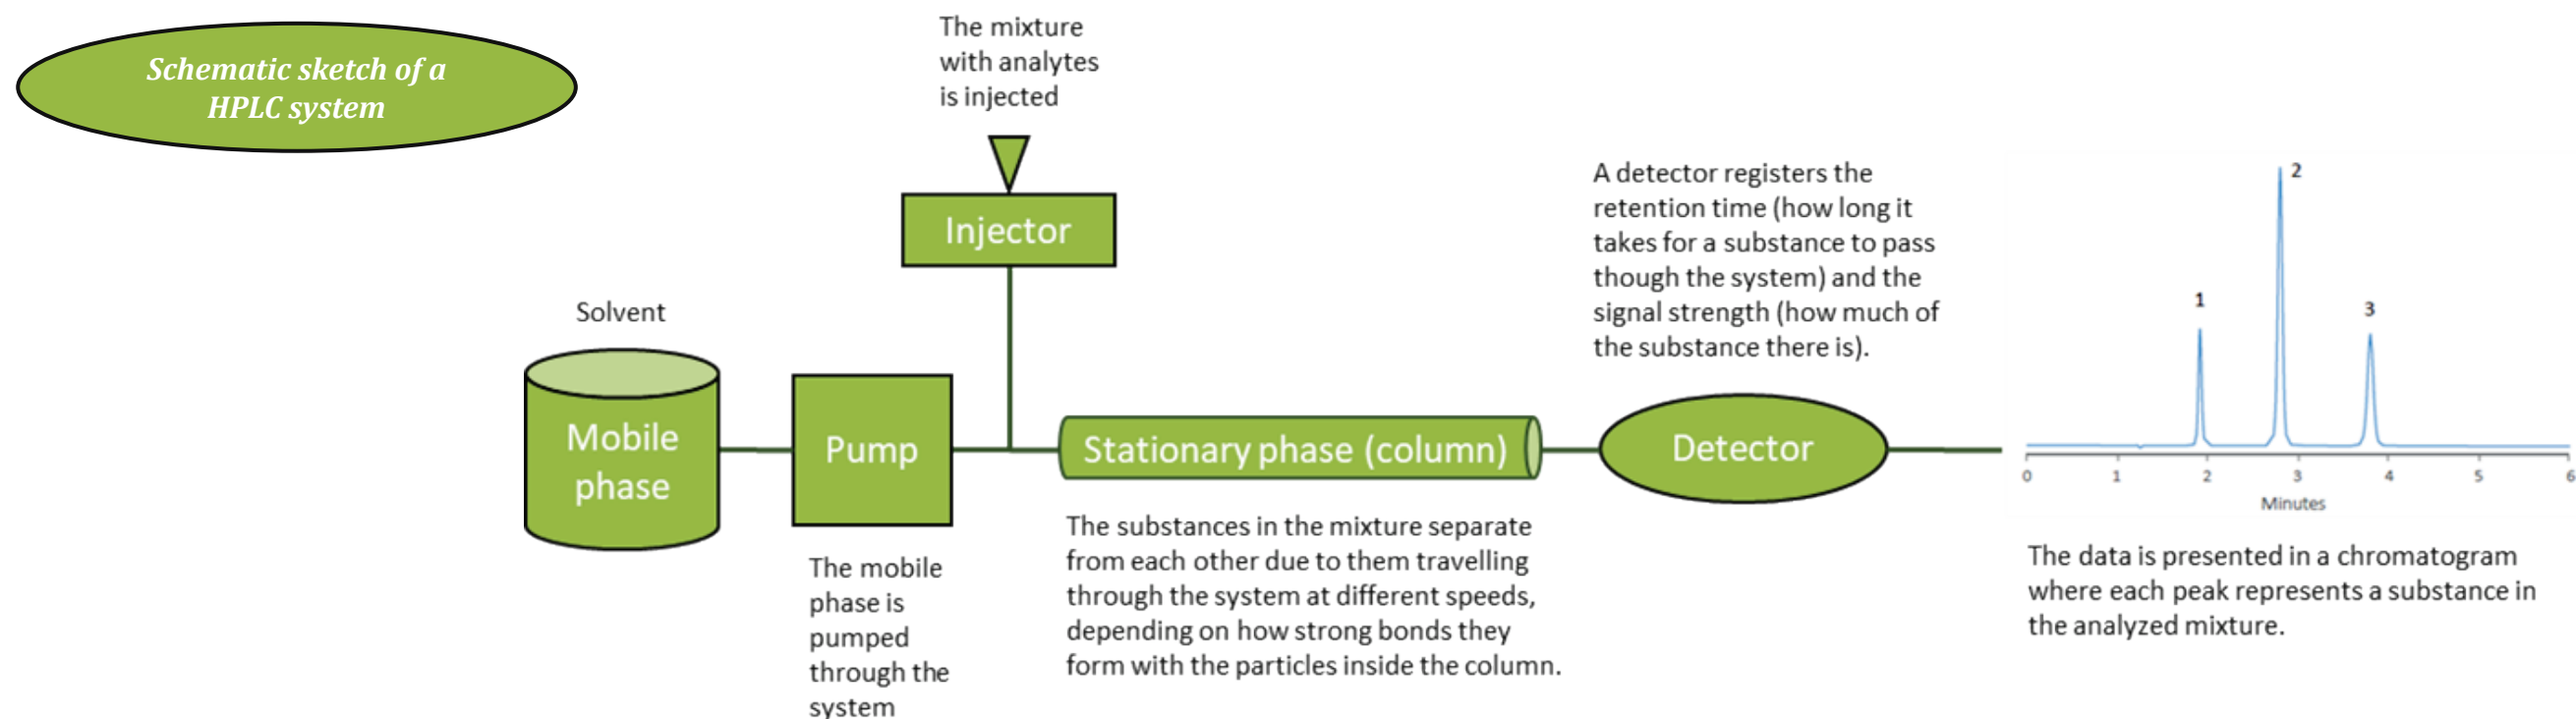 Schematic sketch of a
HPLC system
The mixture
with analytes
is injected
Injector
Solvent
Mobile
phase
Pump
The mobile
phase is
pumped
through the
system
Stationary phase (column)
The substances in the mixture separate
from each other due to them travelling
through the system at different speeds,
depending on how strong bonds they
form with the particles inside the column.
A detector registers the
retention time (how long it
takes for a substance to pass
though the system) and the
signal strength (how much of
the substance there is).
Detector
1
2
3
0 1 2 3 4 5 6
Minutes
The data is presented in a chromatogram
where each peak represents a substance in
the analyzed mixture.